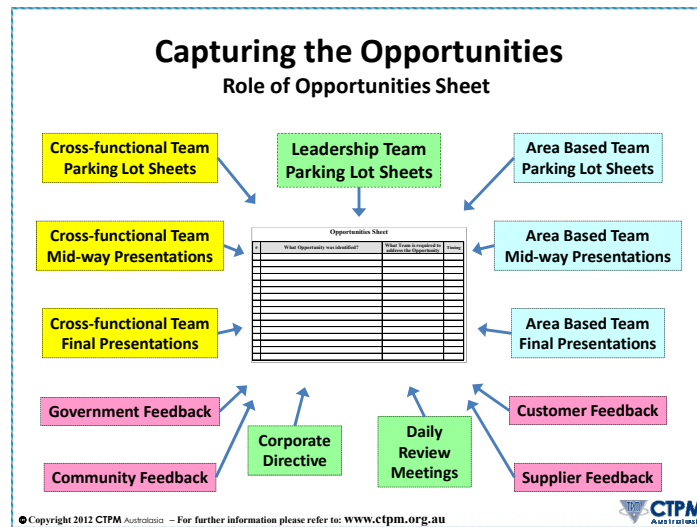 Capturing the Opportunities
Role of Opportunities Sheet
Cross-functional Team
Parking Lot Sheets
Leadership Team
Parking Lot Sheets
Area Based Team
Parking Lot Sheets
Cross-functional Team
Mid-way Presentations
Opportunities Sheet
# What Opportunity was identified? What Team is required to address the Opportunity Timing
Area Based Team
Mid-way Presentations
Cross-functional Team
Final Presentations
Area Based Team
Final Presentations
Government Feedback
Corporate
Directive
Daily
Review
Meetings
Customer Feedback
Community Feedback
Supplier Feedback
Copyright 2012 CTPM Australasia – For further information please refer to: www.ctpm.org.au
CTPM
Australasia